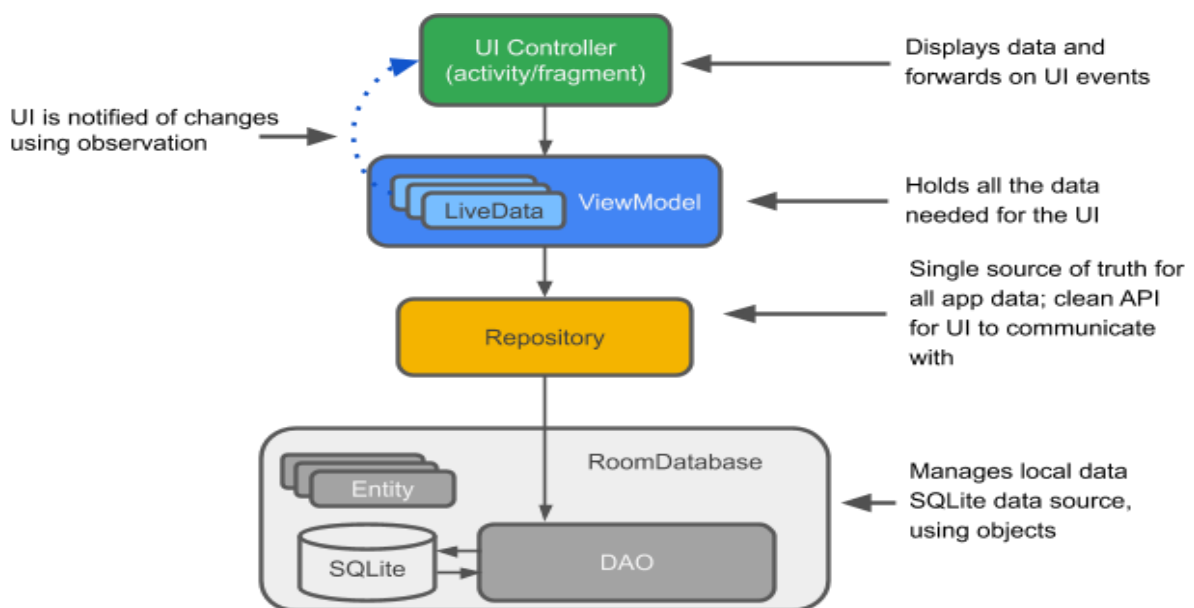 UI Controller
(activity/fragment)
Displays data and
forwards on UI events
UI is notified of changes
using observation
LiveData
ViewModel
Holds all the data
needed for the UI
Single source of truth for
all app data; clean API
for UI to communicate
with
Repository
RoomDatabase
Entity
SQLite
DAO
Manages local data
SQLite data source,
using objects